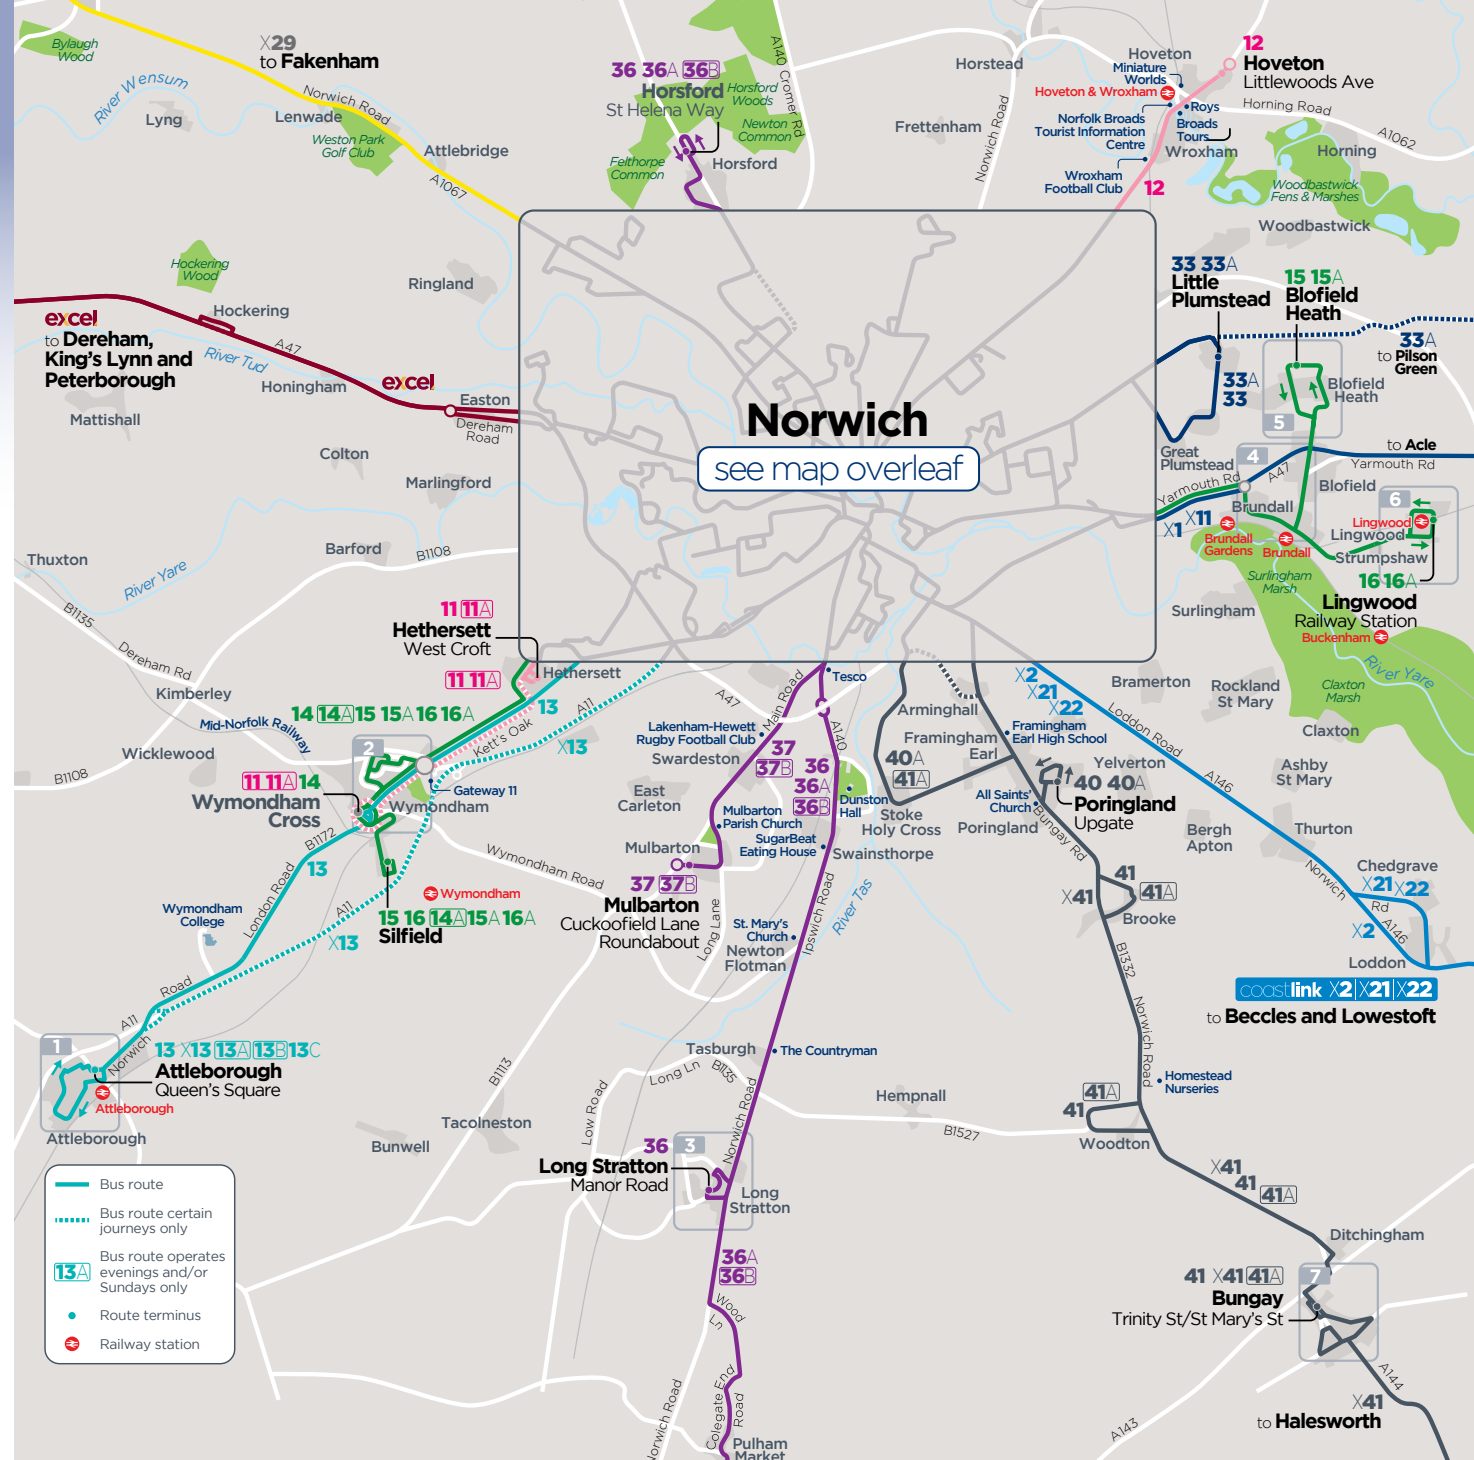 Bylaugh
Wood
X29
to Fakenham
River Wensum
Lyng
Norwich Road
Lenwade
Weston Park
Golf Club
Attlebridge
A1067
36 36A 36B
Horsford
St Helena Way
Horsford
Woods
Newton
Common
A140 Cromer Rd
Felthorpe
Common
Horsford
Horstead
Frettenham
Norwich Road
Hoveton
Miniature
Worlds
Hoveton & Wroxham
12
Hoveton
Littlewoods Ave
Roys
Norfolk Broads
Tourist Information
Centre
Broads
Tours
Wroxham
Wroxham
Football Club
12
Horning Road
A1062
Horning
Woodbastwick
Fens & Marshes
Woodbastwick
Hockering
Wood
Ringland
Hockering
excel
to Dereham,
King's Lynn and
Peterborough
A47
River Tud
Honingham
excel
Easton
Dereham
Road
Mattishall
Colton
Marlingford
Norwich
see map overleaf
33 33A
Little
Plumstead
15 15A
Blofield
Heath
33A
to Pilson
Green
33A
33
Blofield
Heath
5
to Acle
Great
Plumstead
4
A47
Yarmouth Rd
Yarmouth Rd
Blofield
Brundall
6
X1
X11
Brundall
Gardens
Brundall
Lingwood
Lingwood
Strumpshaw
Surlingham
Marsh
16 16A
Lingwood
Railway Station
Surlingham
Buckenham
River Yare
Thuxton
Barford
B1108
River Yare
B1135
11 11A
Hethersett
West Croft
Dereham Rd
Kimberley
11 11A
Hethersett
14 14A 15 15A 16 16A
13
A11
Kett's Oak
X13
Mid-Norfolk Railway
Wicklewood
2
B1108
11 11A 14
Wymondham
Cross
Gateway 11
Wymondham
B1172
13
London Road
Wymondham Road
Wymondham
Wymondham
College
A11
15 16 14A 15A 16A
Silfield
X13
Road
A11
Norwich
1
13 X13 13A 13B 13C
Attleborough
Queen's Square
Attleborough
Attleborough
A47
Main Road
Tesco
Lakenham-Hewett
Rugby Football Club
Swardeston
37
37B
A140
36
36A
36B
East
Carleton
Mulbarton
Parish Church
SugarBeat
Eating House
Dunston
Hall
Mulbarton
Swainsthorpe
37 37B
Mulbarton
Cuckoofield Lane
Roundabout
Long Lane
St. Mary's
Church
Newton
Flotman
Ipswich Road
River Tas
Arminghall
Framingham
Earl
Framingham
Earl High School
40A
41A
Stoke
Holy Cross
All Saints'
Church
Poringland
Yelverton
40 40A
Poringland
Upgate
Bungay Rd
X2
X21
X22
Bramerton
Rockland
St Mary
Claxton
Marsh
Claxton
Loddon Road
A146
Ashby
St Mary
Bergh
Apton
Thurton
Chedgrave
X21 X22
Norwich
Rd
A146
X2
Loddon
41
X41
41A
Brooke
B1332
coastlink X2 X21 X22
to Beccles and Lowestoft
Norwich Road
Homestead
Nurseries
41A
41
Woodton
Tasburgh
The Countryman
Long Ln
B1135
Low Road
B1113
Hempnall
B1527
Tacolneston
Bunwell
Norwich Road
36
3
Long Stratton
Manor Road
Long
Stratton
36A
36B
Wood
Ln
Colegate End
Road
Norwich Road
Pulham
Market
X41
41
41A
Ditchingham
41 X41 41A
7
Bungay
Trinity St/St Mary's St
A144
X41
to Halesworth
A143
Bus route
Bus route certain
journeys only
13A
Bus route operates
evenings and/or
Sundays only
Route terminus
Railway station